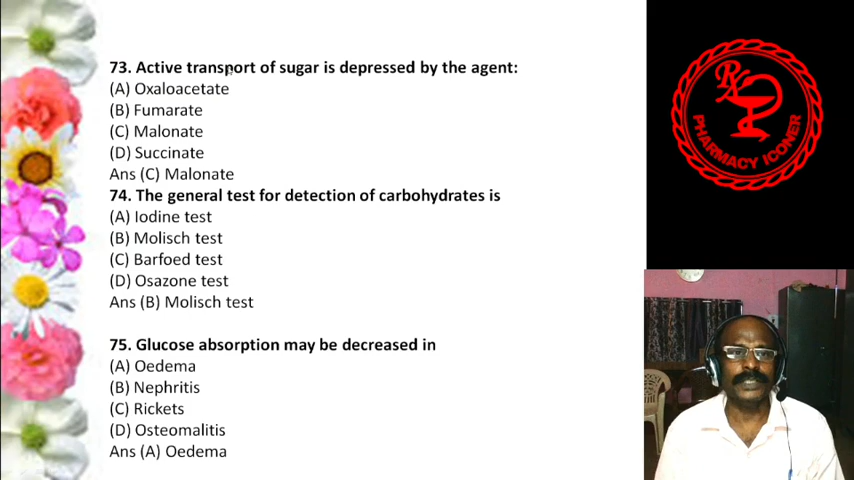 73. Active transport of sugar is depressed by the agent:
(A) Oxaloacetate
(B) Fumarate
(C) Malonate
(D) Succinate
Ans (C) Malonate
74. The general test for detection of carbohydrates is
(A) Iodine test
(B) Molisch test
(C) Barfoed test
(D) Osazone test
Ans (B) Molisch test
75. Glucose absorption may be decreased in
(A) Oedema
(B) Nephritis
(C) Rickets
(D) Osteomalitis
Ans (A) Oedema
Rx
PHARMACY ICONER